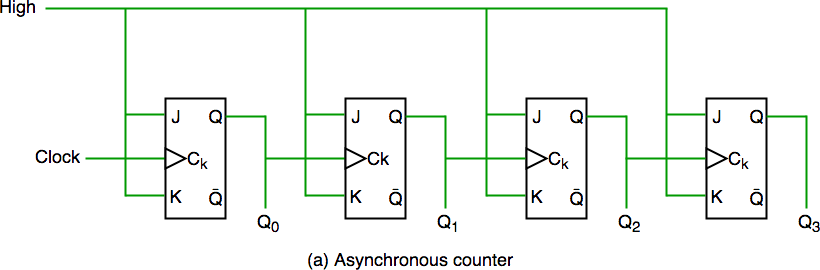 High
J Q J Q J Q J Q
Clock Cₖ Ck Cₖ Cₖ
K Q̄ K Q̄ K Q̄ K Q̄
Q₀ Q₁ Q₂ Q₃
(a) Asynchronous counter